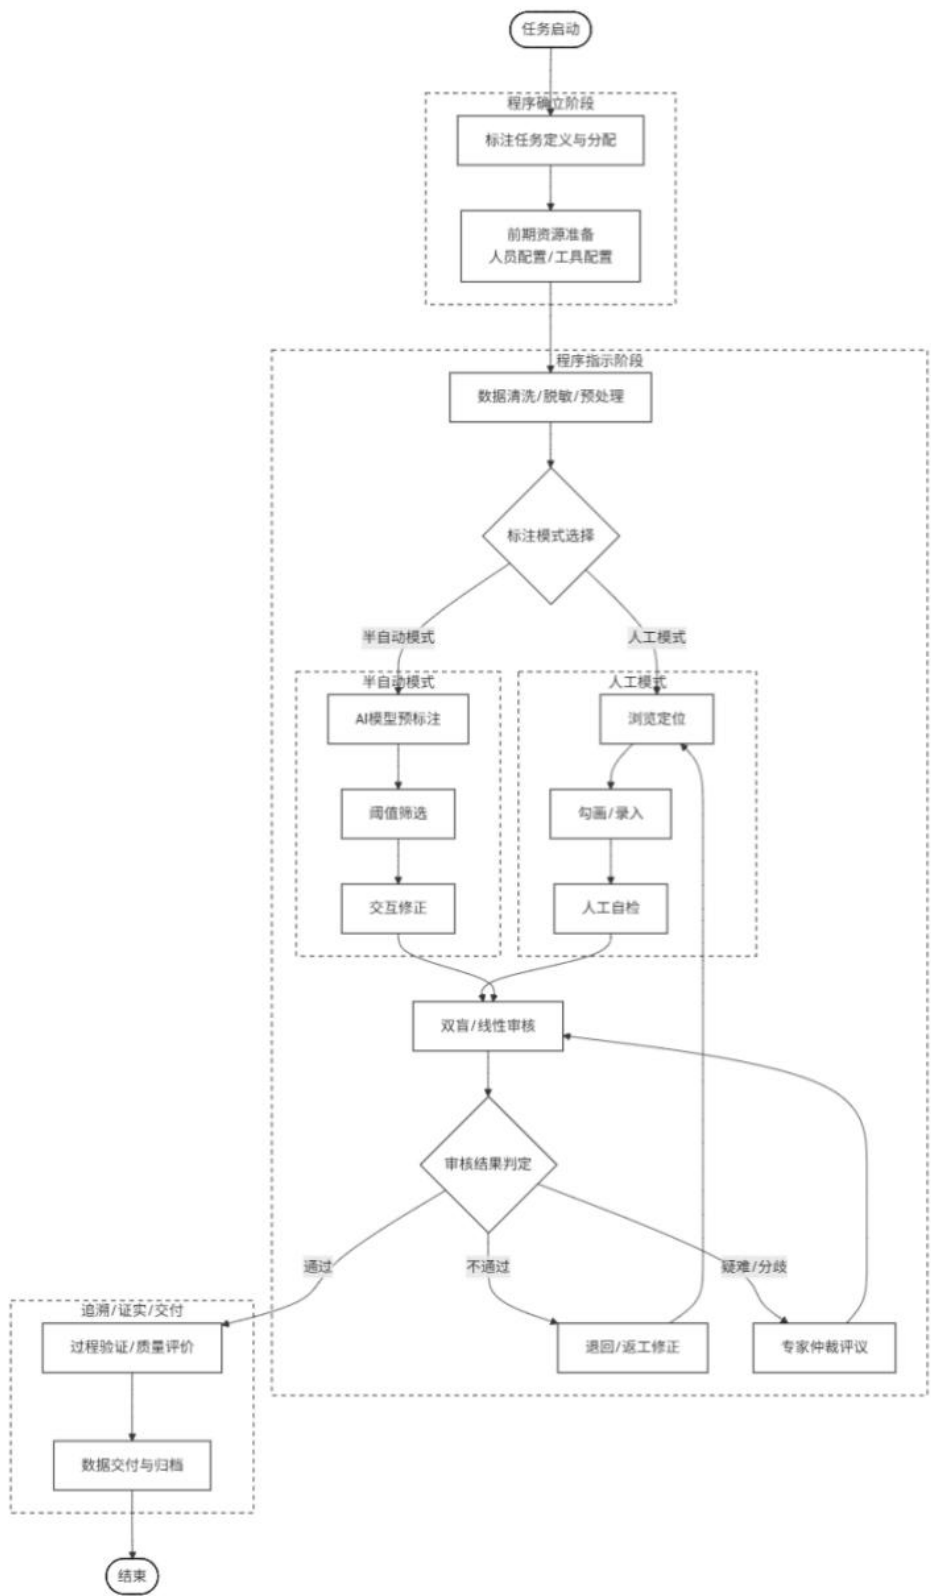 任务启动
程序确立阶段
标注任务定义与分配
前期资源准备
人员配置/工具配置
程序指示阶段
数据清洗/脱敏/预处理
标注模式选择
半自动模式
人工模式
半自动模式
人工模式
AI模型预标注
浏览定位
阈值筛选
勾画/录入
交互修正
人工自检
双盲/线性审核
审核结果判定
通过
不通过
疑难/分歧
追溯/证实/交付
过程验证/质量评价
退回/返工修正
专家仲裁评议
数据交付与归档
结束